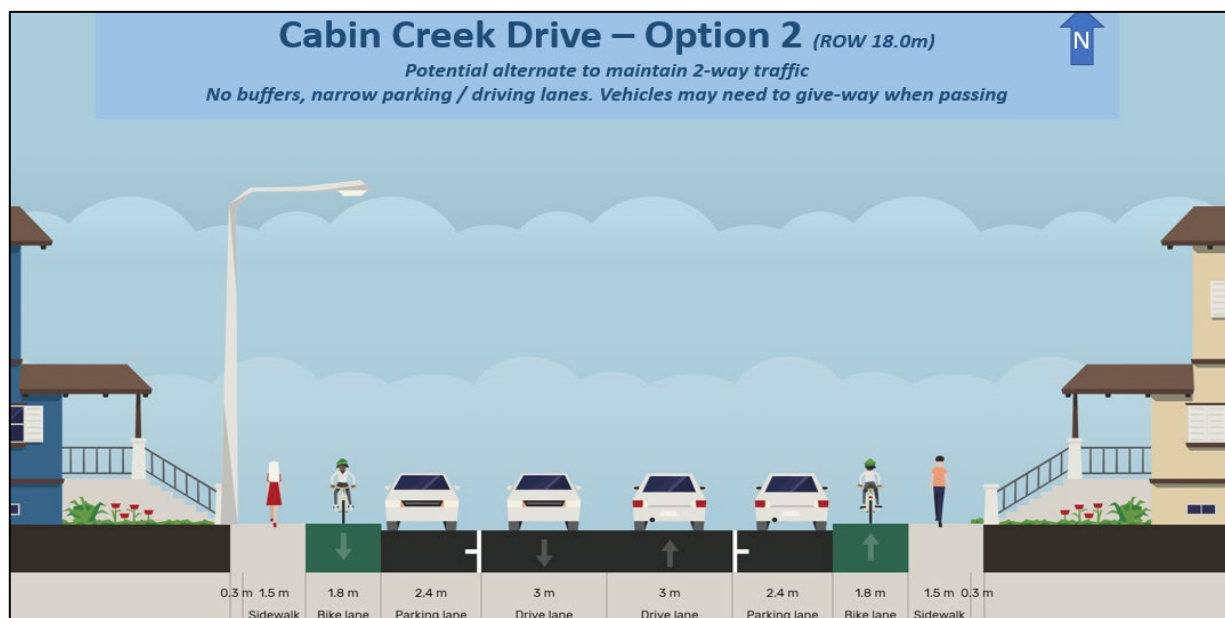 Cabin Creek Drive – Option 2 (ROW 18.0m)
N
Potential alternate to maintain 2-way traffic
No buffers, narrow parking / driving lanes. Vehicles may need to give-way when passing
0.3 m 1.5 m 1.8 m 2.4 m 3 m 3 m 2.4 m 1.8 m 1.5 m 0.3 m
Sidewalk Bike lane Parking lane Drive lane Drive lane Parking lane Bike lane Sidewalk